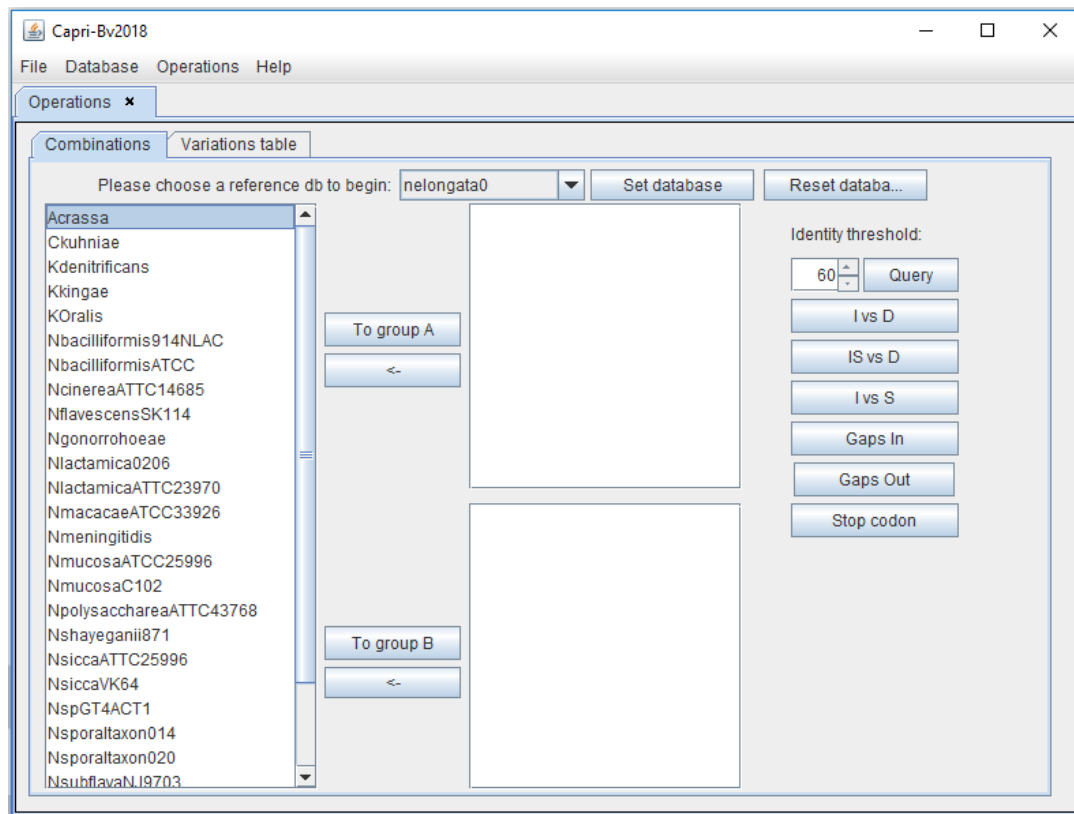 Capri-Bv2018
File Database Operations Help
Operations
Combinations Variations table
Please choose a reference db to begin: nelongata0 Set database Reset databa...
Identity threshold:
60 Query
I vs D
IS vs D
I vs S
Gaps In
Gaps Out
Stop codon
Acrassa
Ckuhniae
Kdenitrificans
Kkingae
KOralis
Nbacilliformis914NLAC
NbacilliformisATCC
NcinereaATTC14685
NflavescensSK114
Ngonorrohoeae
Nlactamica0206
NlactamicaATTC23970
NmacacaeATCC33926
Nmeningitidis
NmucosaATCC25996
NmucosaC102
NpolysacchareaATTC43768
Nshayeganii871
NsiccaATTC25996
NsiccaVK64
NspGT4ACT1
Nsporaltaxon014
Nsporaltaxon020
NsubflavaNJ9703
To group A
<-
To group B
<-